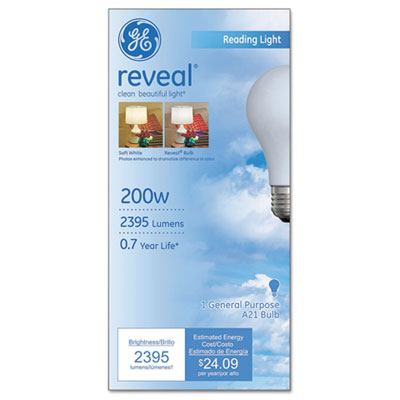 GE
Reading Light
reveal®
clean beautiful light*
Soft White
Reveal® Bulb
Photos enhanced to dramatize difference in color
200w
2395 Lumens
0.7 Year Life*
1 General Purpose
A21 Bulb
Brightness/Brillo
2395
lumens/lúmenes†
Estimated Energy
Cost/Costo
Estimado de Energía
$24.09
per year/por año